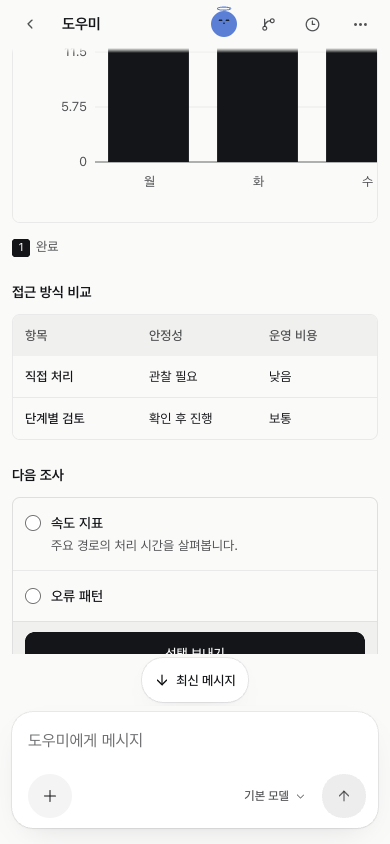 도우미
11.5
5.75
0
월 화 수
1 완료
접근 방식 비교
항목 안정성 운영 비용
직접 처리 관찰 필요 낮음
단계별 검토 확인 후 진행 보통
다음 조사
속도 지표
주요 경로의 처리 시간을 살펴봅니다.
오류 패턴
선택 보내기
최신 메시지
도우미에게 메시지
기본 모델